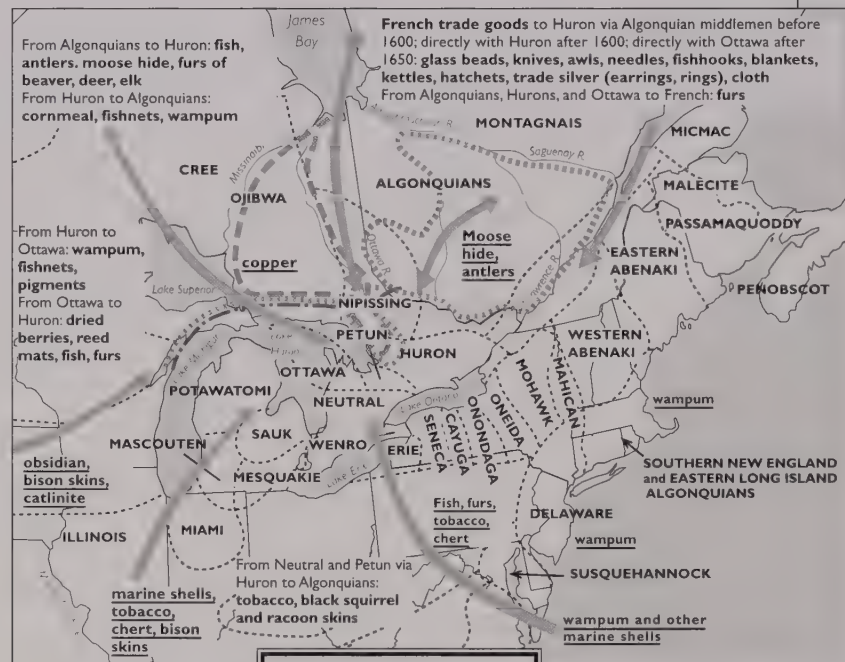 James
Bay
French trade goods to Huron via Algonquian middlemen before
1600; directly with Huron after 1600; directly with Ottawa after
1650: glass beads, knives, awls, needles, fishhooks, blankets,
kettles, hatchets, trade silver (earrings, rings), cloth
From Algonquians, Hurons, and Ottawa to French: furs
From Algonquians to Huron: fish,
antlers. moose hide, furs of
beaver, deer, elk
From Huron to Algonquians:
cornmeal, fishnets, wampum
MONTAGNAIS
MICMAC
Saguenay R.
CREE
Missinaib.
OJIBWA
ALGONQUIANS
MALÈCITE
PASSAMAQUODDY
From Huron to
Ottawa: wampum,
fishnets,
pigments
From Ottawa to
Huron: dried
berries, reed
mats, fish, furs
copper
Ottawa R.
Moose
hide,
antlers
Lawrence R.
EASTERN
ABENAKI
PENOBSCOT
Lake Superior
NIPISSING
PETUN
HURON
WESTERN
ABENAKI
Lake
Huron
OTTAWA
POTAWATOMI
NEUTRAL
Lake Ontario
MOHAWK
MAHICAN
wampum
MASCOUTEN
SAUK
WENRO
ERIE
SENECA
CAYUGA
ONONDAGA
ONEIDA
MESQUAKIE
Lake Erie
SOUTHERN NEW ENGLAND
and EASTERN LONG ISLAND
ALGONQUIANS
obsidian,
bison skins,
catlinite
Fish, furs,
tobacco,
chert
DELAWARE
ILLINOIS
MIAMI
wampum
From Neutral and Petun via
Huron to Algonquians:
tobacco, black squirrel
and racoon skins
SUSQUEHANNOCK
marine shells,
tobacco,
chert, bison
skins
wampum and other
marine shells